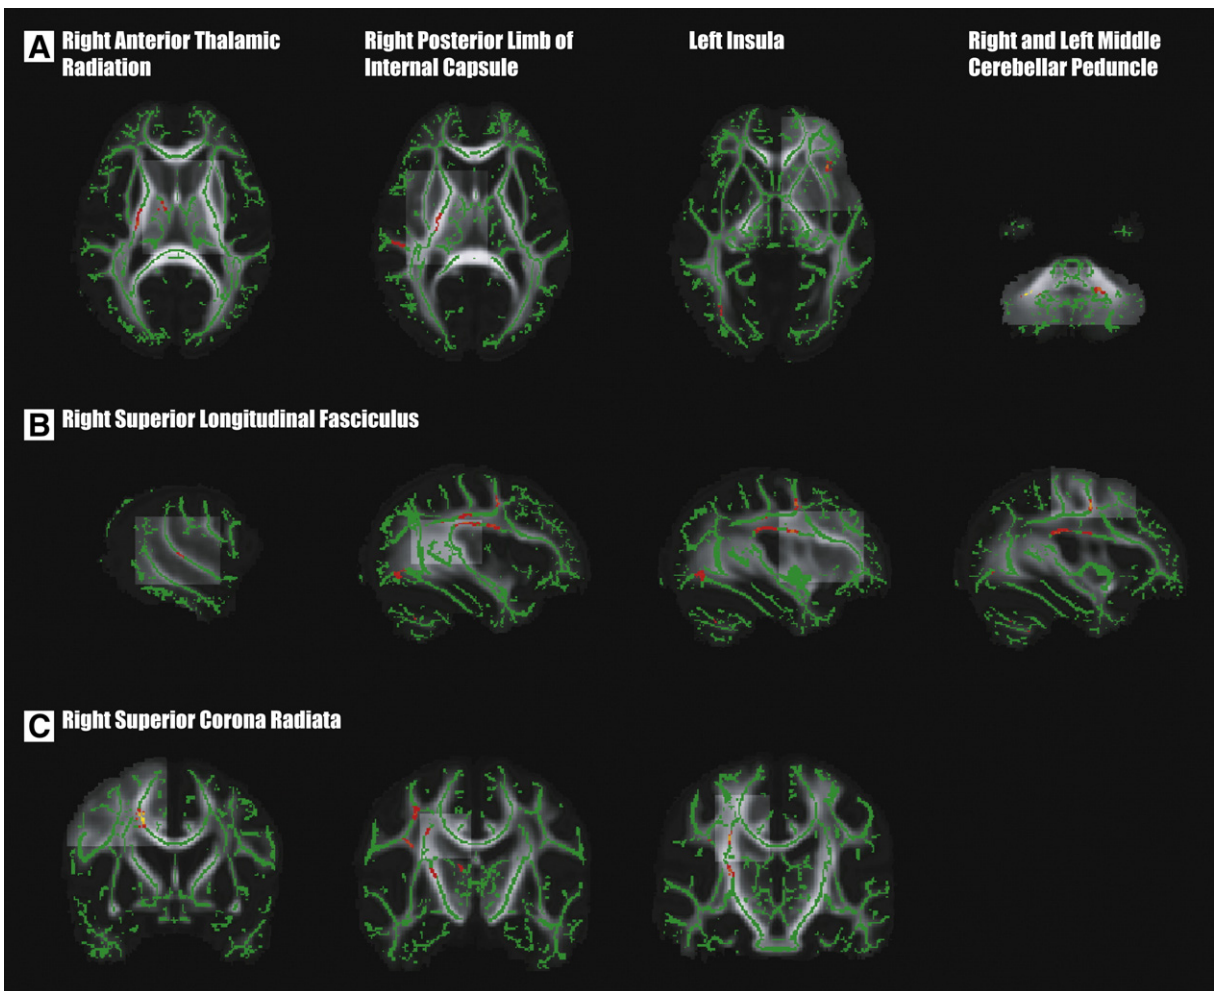 A
Right Anterior Thalamic
Radiation
Right Posterior Limb of
Internal Capsule
Left Insula
Right and Left Middle
Cerebellar Peduncle
B
Right Superior Longitudinal Fasciculus
C
Right Superior Corona Radiata